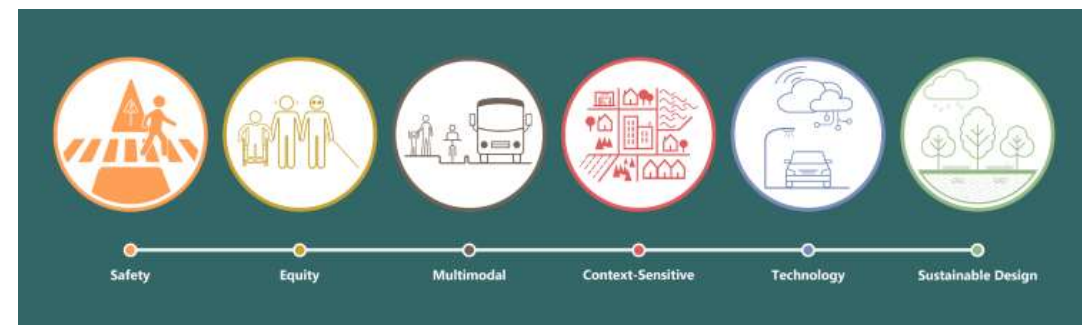 Safety
Equity
Multimodal
Context-Sensitive
Technology
Sustainable Design